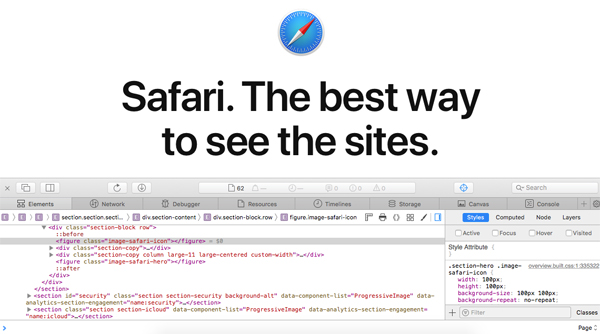 Safari. The best way
to see the sites.
62 — — 0 0 0 Search
Elements Network Debugger Resources Timelines Storage Canvas Console
section.section.secti... div.section-content div.section-block.row figure.image-safari-icon Styles Computed Node Layers
Active Focus Hover Visited
<div class="section-block row">
::before
<figure class="image-safari-icon"></figure> = $0
<div class="section-copy">…</div>
<div class="section-copy column large-11 large-centered custom-width">…</div>
<figure class="image-safari-hero"></figure>
::after
</div>
</div>
<section id="security" class="section section-security background-alt" data-component-list="ProgressiveImage" data-
analytics-section-engagement="name:security">…</section>
<section class="section section-icloud" data-component-list="ProgressiveImage" data-analytics-section-engagement=
"name:icloud">…</section>
Style Attribute {
}
.section-hero .image-
safari-icon { overview.built.css:1:335322
width: 100px;
height: 100px;
background-size: 100px 100px;
background-repeat: no-repeat;
Filter Classes
Page